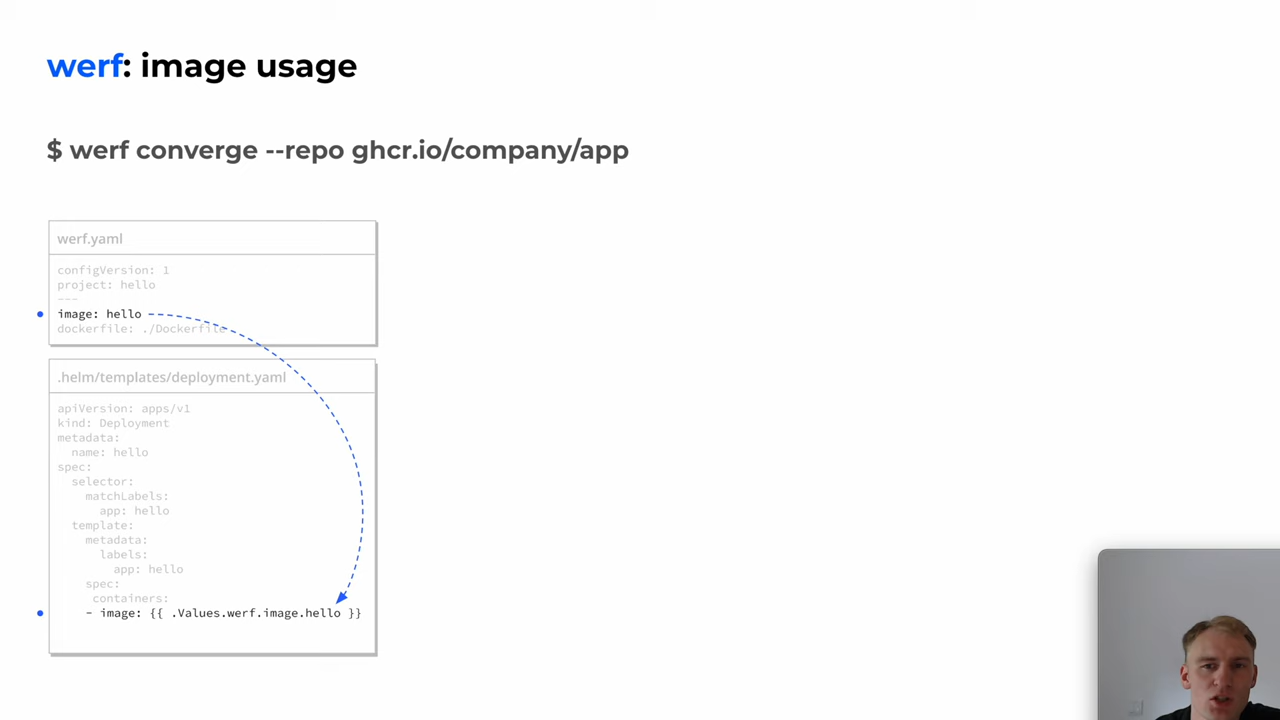 werf: image usage
$ werf converge --repo ghcr.io/company/app
werf.yaml
configVersion: 1
project: hello
---
image: hello
dockerfile: ./Dockerfile
.helm/templates/deployment.yaml
apiVersion: apps/v1
kind: Deployment
metadata:
  name: hello
spec:
  selector:
    matchLabels:
      app: hello
  template:
    metadata:
      labels:
        app: hello
    spec:
     containers:
    - image: {{ .Values.werf.image.hello }}